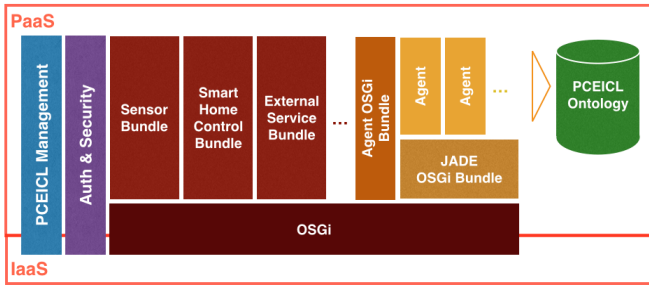 PaaS
PCEICL Management
Auth & Security
Sensor
Bundle
Smart
Home
Control
Bundle
External
Service
Bundle
...
Agent OSGi
Bundle
Agent
Agent
...
JADE
OSGi Bundle
PCEICL
Ontology
OSGi
IaaS